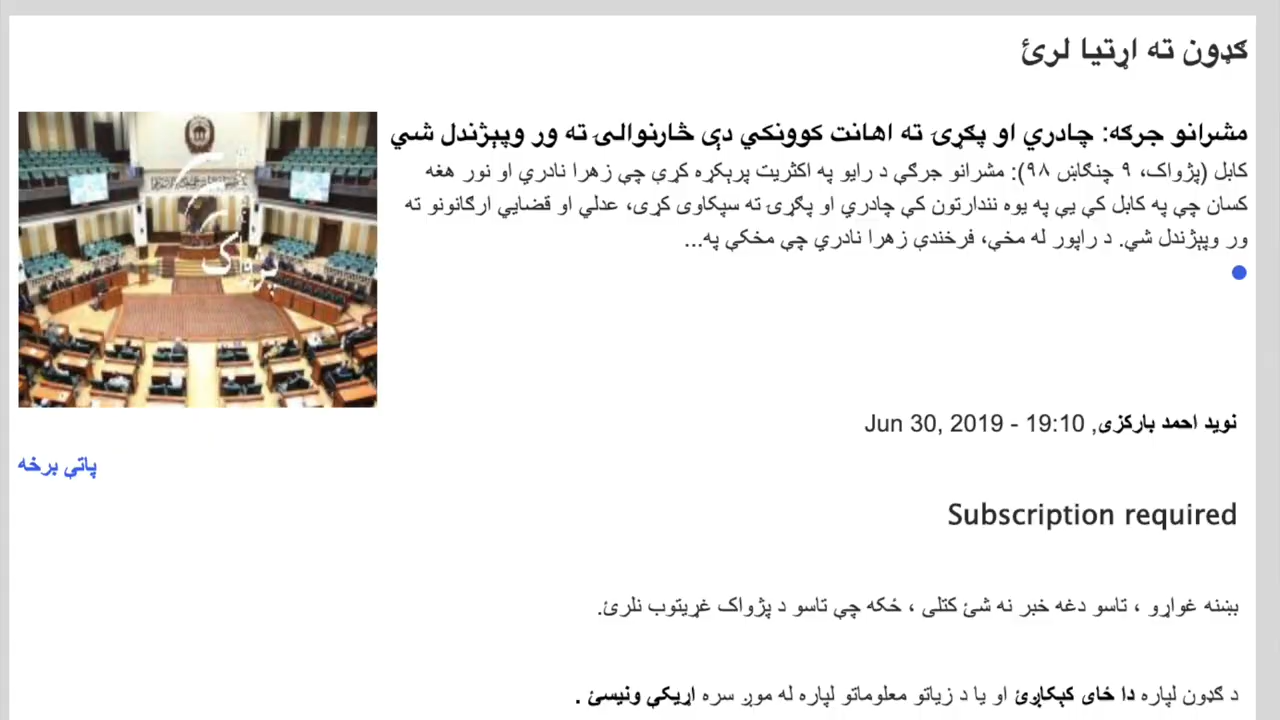 ګډون ته اړتیا لرئ
مشرانو جرګه: چادري او پګړۍ ته اهانت کوونکي دې څارنوالۍ ته ور وپېژندل شي
کابل (پژواک، ۹ چنګاښ ۹۸): مشرانو جرګې د رایو په اکثریت پرېکړه کړې چې زهرا نادري او نور هغه
کسان چې په کابل کې یې په یوه نندارتون کې چادري او پګړۍ ته سپکاوی کړی، عدلي او قضايي ارګانونو ته
ور وپېژندل شي. د راپور له مخې، فرخندې زهرا نادري چې مخکې په...
پژواک
نوید احمد بارکزی, Jun 30, 2019 - 19:10
پاتې برخه
Subscription required
بښنه غواړو ، تاسو دغه خبر نه شئ کتلی ، ځکه چې تاسو د پژواک غړیتوب نلرئ.
د ګډون لپاره دا ځای کېکاږئ او یا د زیاتو معلوماتو لپاره له موږ سره اړیکې ونیسئ .